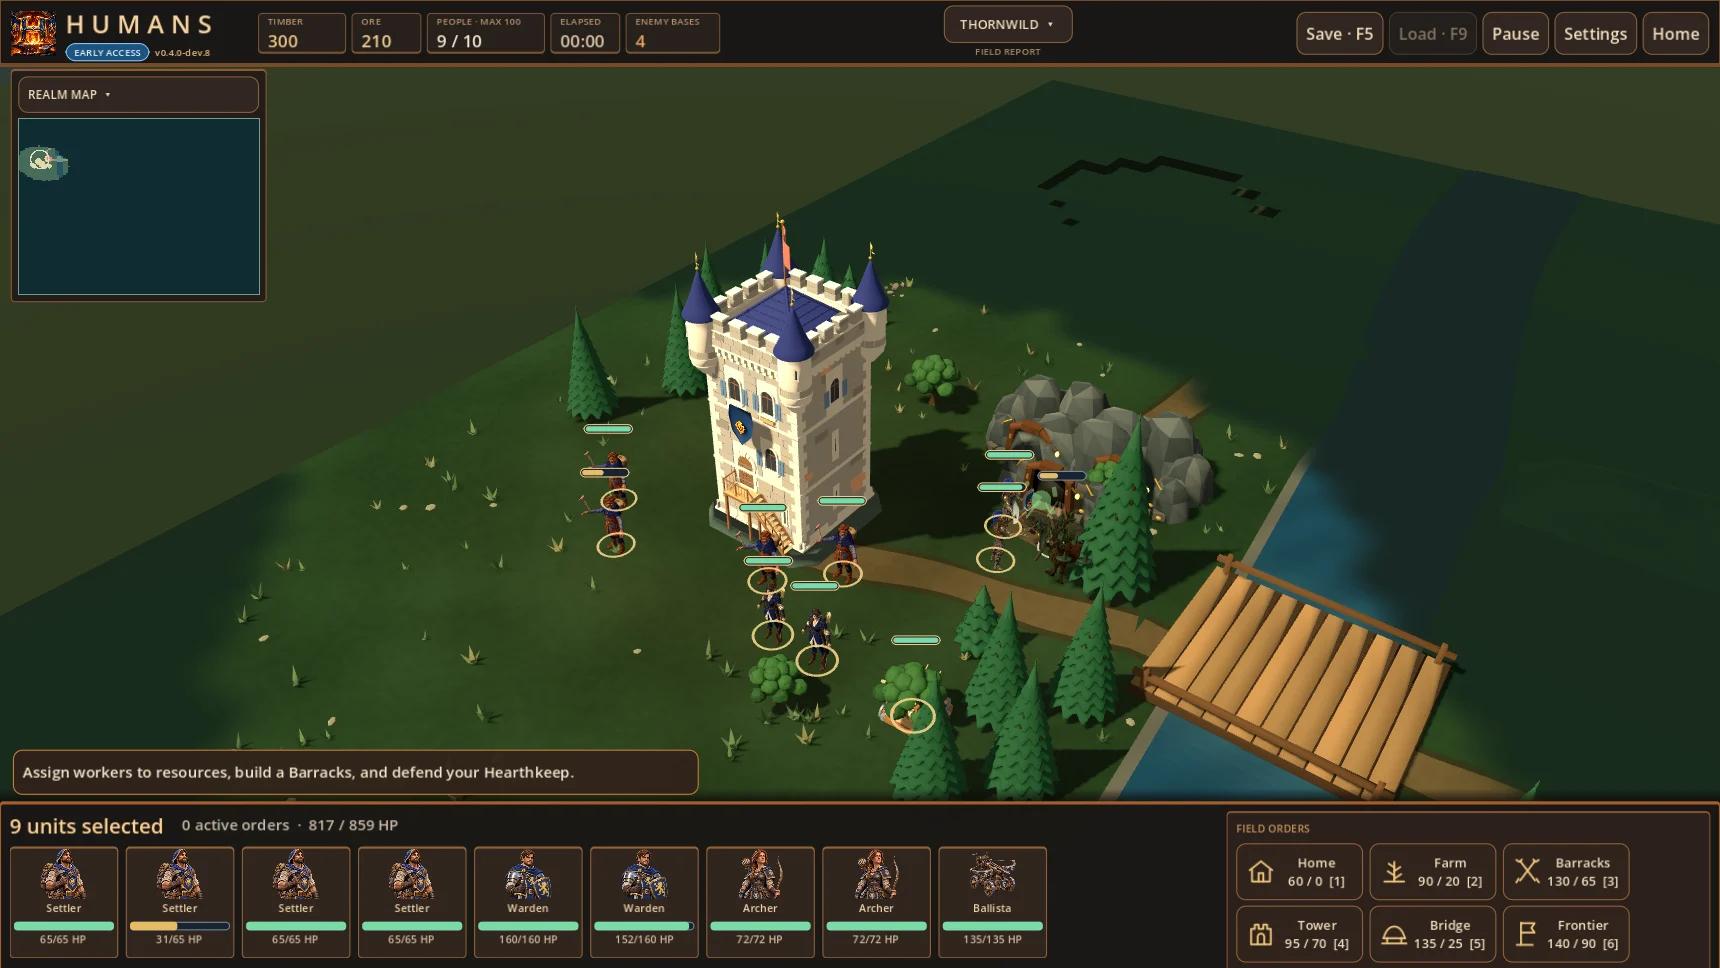 HUMANS
EARLY ACCESS v0.4.0-dev.8
TIMBER
300
ORE
210
PEOPLE · MAX 100
9 / 10
ELAPSED
00:00
ENEMY BASES
4
THORNWILD ▾
FIELD REPORT
Save · F5
Load · F9
Pause
Settings
Home
REALM MAP ▾
Assign workers to resources, build a Barracks, and defend your Hearthkeep.
9 units selected 0 active orders · 817 / 859 HP
Settler
65/65 HP
Settler
31/65 HP
Settler
65/65 HP
Settler
65/65 HP
Warden
160/160 HP
Warden
152/160 HP
Archer
72/72 HP
Archer
72/72 HP
Ballista
135/135 HP
FIELD ORDERS
Home
60 / 0 [1]
Farm
90 / 20 [2]
Barracks
130 / 65 [3]
Tower
95 / 70 [4]
Bridge
135 / 25 [5]
Frontier
140 / 90 [6]